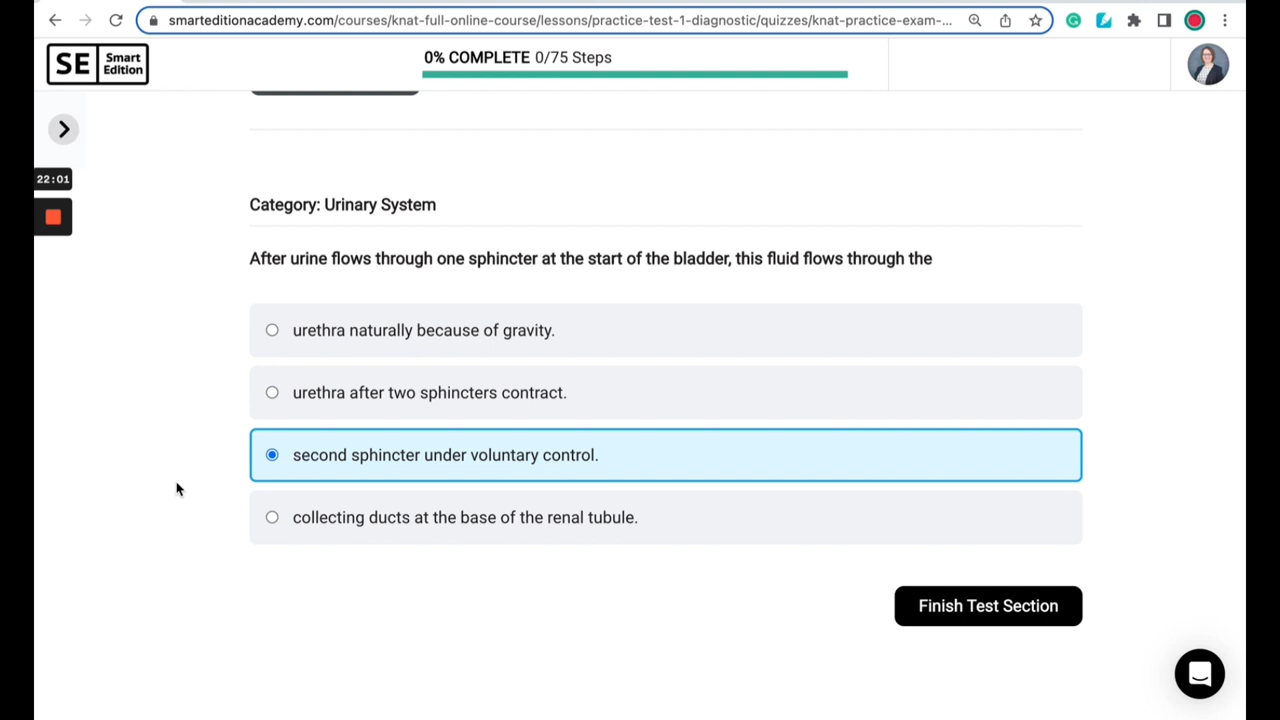 smarteditionacademy.com/courses/knat-full-online-course/lessons/practice-test-1-diagnostic/quizzes/knat-practice-exam-...
SE Smart Edition
0% COMPLETE 0/75 Steps
22:01
Category: Urinary System
After urine flows through one sphincter at the start of the bladder, this fluid flows through the
urethra naturally because of gravity.
urethra after two sphincters contract.
second sphincter under voluntary control.
collecting ducts at the base of the renal tubule.
Finish Test Section